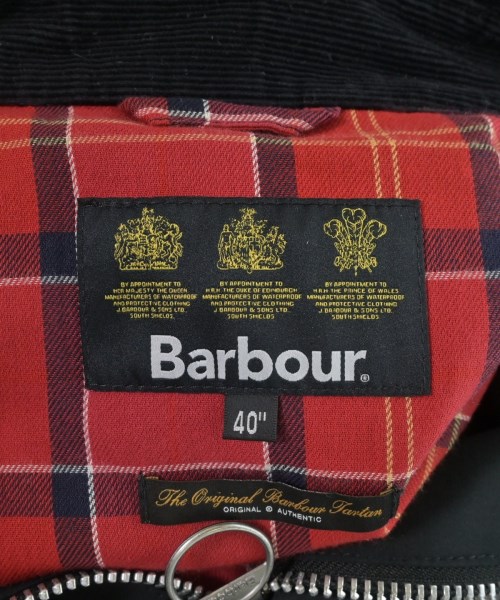 BY APPOINTMENT TO
HER MAJESTY THE QUEEN
MANUFACTURERS OF WATERPROOF
AND PROTECTIVE CLOTHING
J. BARBOUR & SONS LTD.
SOUTH SHIELDS
BY APPOINTMENT TO
H.R.H. THE DUKE OF EDINBURGH
MANUFACTURERS OF WATERPROOF
AND PROTECTIVE CLOTHING
J. BARBOUR & SONS LTD.
SOUTH SHIELDS
BY APPOINTMENT TO
H.R.H. THE PRINCE OF WALES
MANUFACTURERS OF WATERPROOF
AND PROTECTIVE CLOTHING
J. BARBOUR & SONS LTD.
SOUTH SHIELDS
Barbour®
40"
The Original Barbour Tartan
ORIGINAL & AUTHENTIC